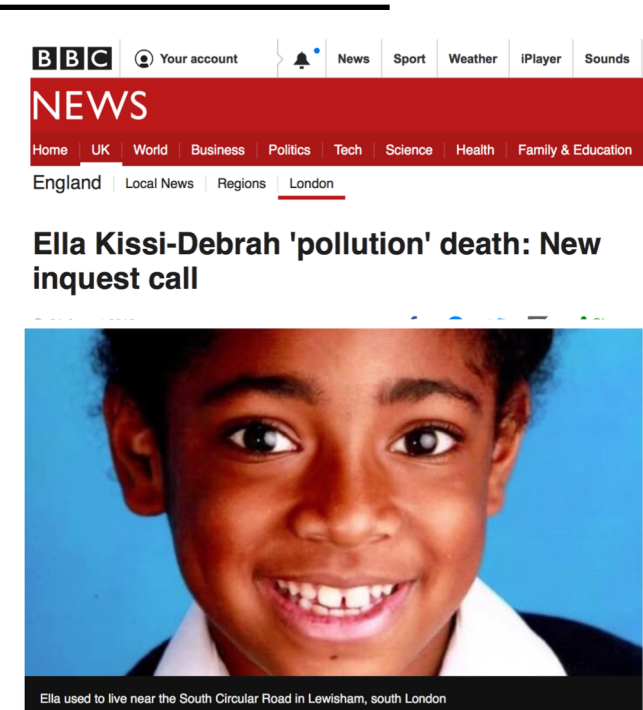 BBC Your account News Sport Weather iPlayer Sounds
NEWS
Home UK World Business Politics Tech Science Health Family & Education
England Local News Regions London
Ella Kissi-Debrah 'pollution' death: New
inquest call
Ella used to live near the South Circular Road in Lewisham, south London